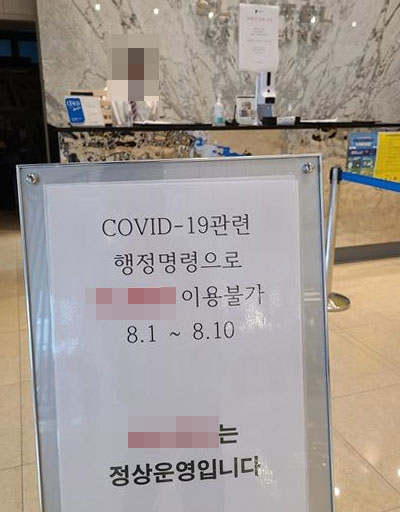 COVID-19관련
행정명령으로
이용불가
8.1 ~ 8.10
는
정상운영입니다